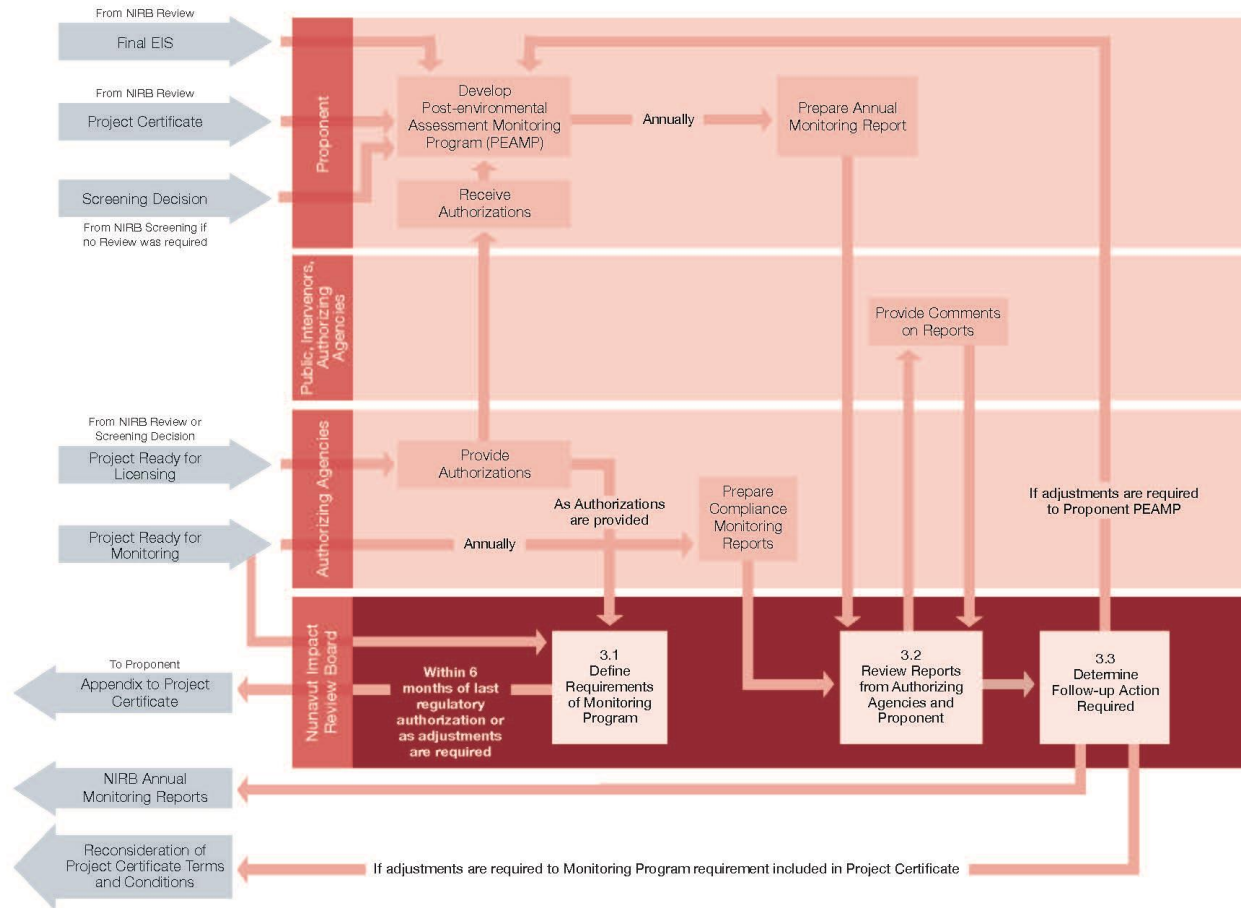 From NIRB Review
Final EIS
From NIRB Review
Project Certificate
Screening Decision
From NIRB Screening if
no Review was required
Proponent
Develop
Post-environmental
Assessment Monitoring
Program (PEAMP)
Annually
Prepare Annual
Monitoring Report
Receive
Authorizations
Public, Intervenors,
Authorizing
Agencies
Provide Comments
on Reports
From NIRB Review or
Screening Decision
Project Ready for
Licensing
Project Ready for
Monitoring
Authorizing Agencies
Provide
Authorizations
As Authorizations
are provided
Annually
Prepare
Compliance
Monitoring
Reports
If adjustments are required
to Proponent PEAMP
Nunavut Impact
Review Board
To Proponent
Appendix to Project
Certificate
Within 6
months of last
regulatory
authorization or
as adjustments
are required
3.1
Define
Requirements
of Monitoring
Program
3.2
Review Reports
from Authorizing
Agencies and
Proponent
3.3
Determine
Follow-up Action
Required
NIRB Annual
Monitoring Reports
Reconsideration of
Project Certificate Terms
and Conditions
If adjustments are required to Monitoring Program requirement included in Project Certificate